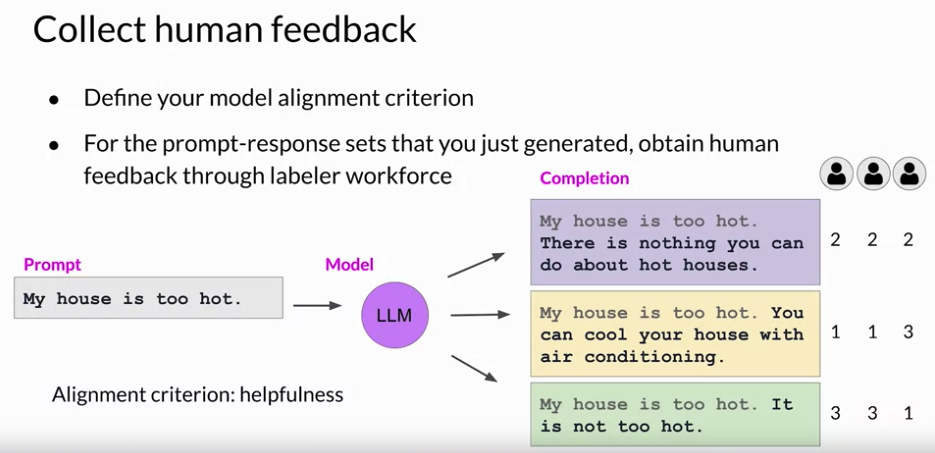 Collect human feedback
● Define your model alignment criterion
● For the prompt-response sets that you just generated, obtain human
feedback through labeler workforce
Completion
My house is too hot.
There is nothing you can
do about hot houses.
2 2 2
Prompt
My house is too hot.
Model
LLM
My house is too hot. You
can cool your house with
air conditioning.
1 1 3
Alignment criterion: helpfulness
My house is too hot. It
is not too hot.
3 3 1